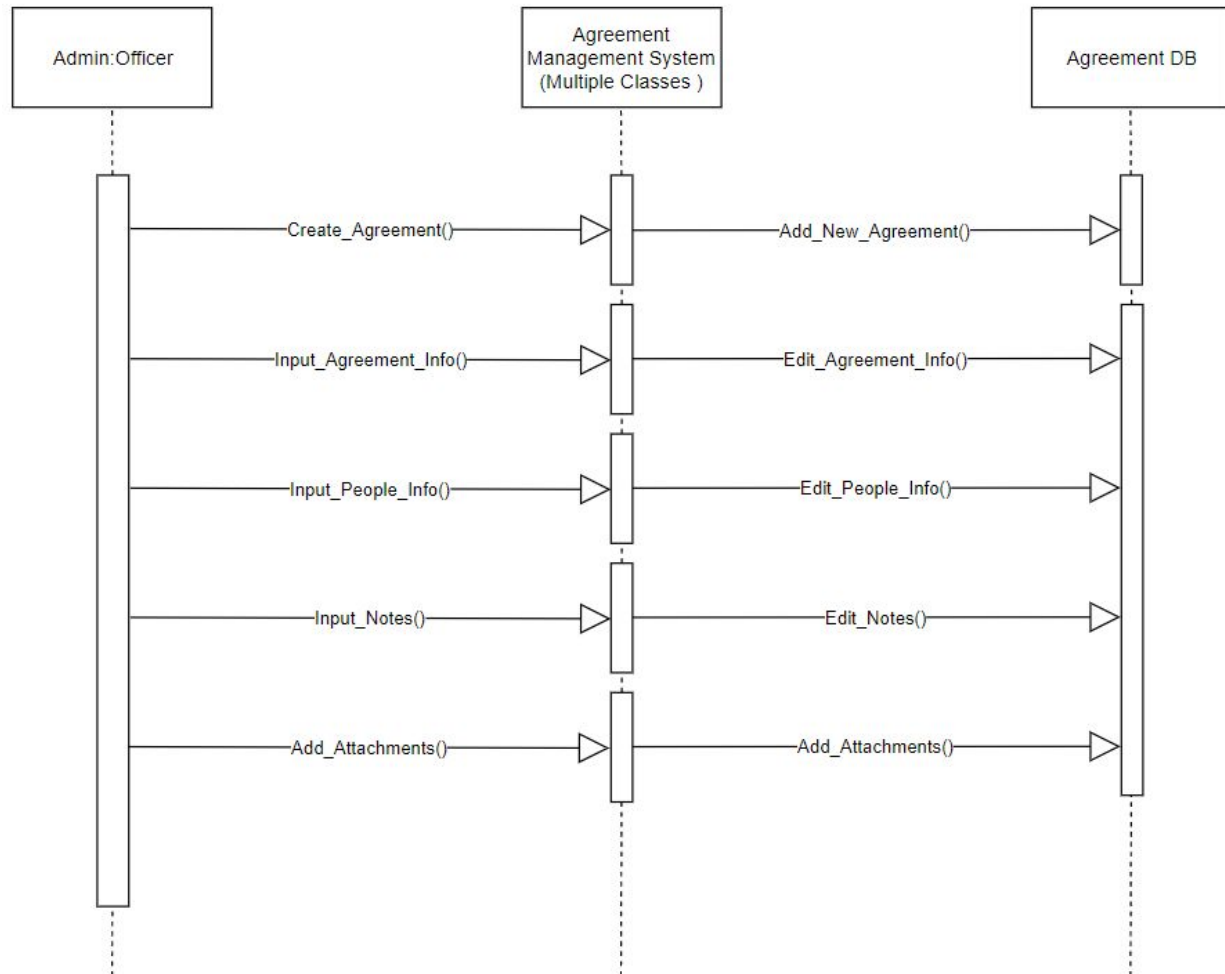 Admin:Officer
Agreement
Management System
(Multiple Classes )
Agreement DB
Create_Agreement()
Add_New_Agreement()
Input_Agreement_Info()
Edit_Agreement_Info()
Input_People_Info()
Edit_People_Info()
Input_Notes()
Edit_Notes()
Add_Attachments()
Add_Attachments()